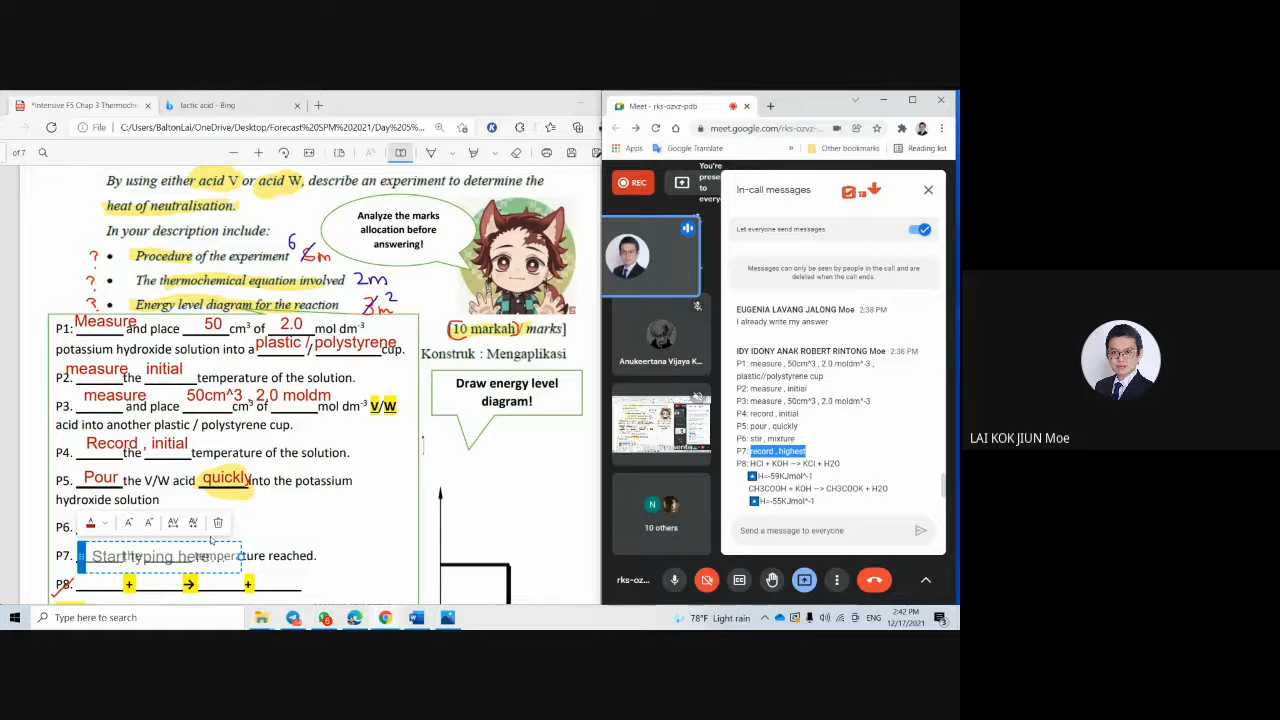 *Intensive F5 Chap 3 Thermoche
lactic acid - Bing
File
C:/Users/BaltonLai/OneDrive/Desktop/Forecast%20SPM%202021/Day%205%...
of 7
By using either acid V or acid W, describe an experiment to determine the
heat of neutralisation.
In your description include:
? • Procedure of the experiment 6 6m
? • The thermochemical equation involved 2m
? • Energy level diagram for the reaction 3m 2
Analyze the marks
allocation before
answering!
[10 markah / marks]
Konstruk : Mengaplikasi
Draw energy level
diagram!
P1: Measure and place 50 cm³ of 2.0 mol dm⁻³
potassium hydroxide solution into a plastic / polystyrene cup.
P2. measure the initial temperature of the solution.
P3. measure and place 50cm^3 cm³ of 2.0 moldm mol dm⁻³ V/W
acid into another plastic / polystyrene cup.
P4. Record , initial the temperature of the solution.
P5. Pour the V/W acid quickly into the potassium
hydroxide solution
P6.
P7. Start typing here... the temperature reached.
P8. + → +
Meet - rks-ozvz-pdb
meet.google.com/rks-ozvz-...
Apps
Google Translate
»
Other bookmarks
Reading list
REC
You're
presenting
to
everyone
In-call messages
Let everyone send messages
Messages can only be seen by people in the call and are
deleted when the call ends.
EUGENIA LAVANG JALONG Moe 2:38 PM
I already write my answer
IDY IDONY ANAK ROBERT RINTONG Moe 2:38 PM
P1: measure , 50cm^3 , 2.0 moldm^-3 ,
plastic//polystyrene cup
P2: measure , initial
P3: measure , 50cm^3 , 2.0 moldm^-3
P4: record , initial
P5: pour , quickly
P6: stir , mixture
P7: record , highest
P8: HCl + KOH —> KCl + H2O
H=-59KJmol^-1
CH3COOH + KOH —> CH3COOK + H2O
H=-55KJmol^-1
Send a message to everyone
Anukeertana Vijaya K...
N
10 others
rks-oz...
LAI KOK JIUN Moe
Type here to search
6
78°F Light rain
ENG
2:42 PM
12/17/2021
3